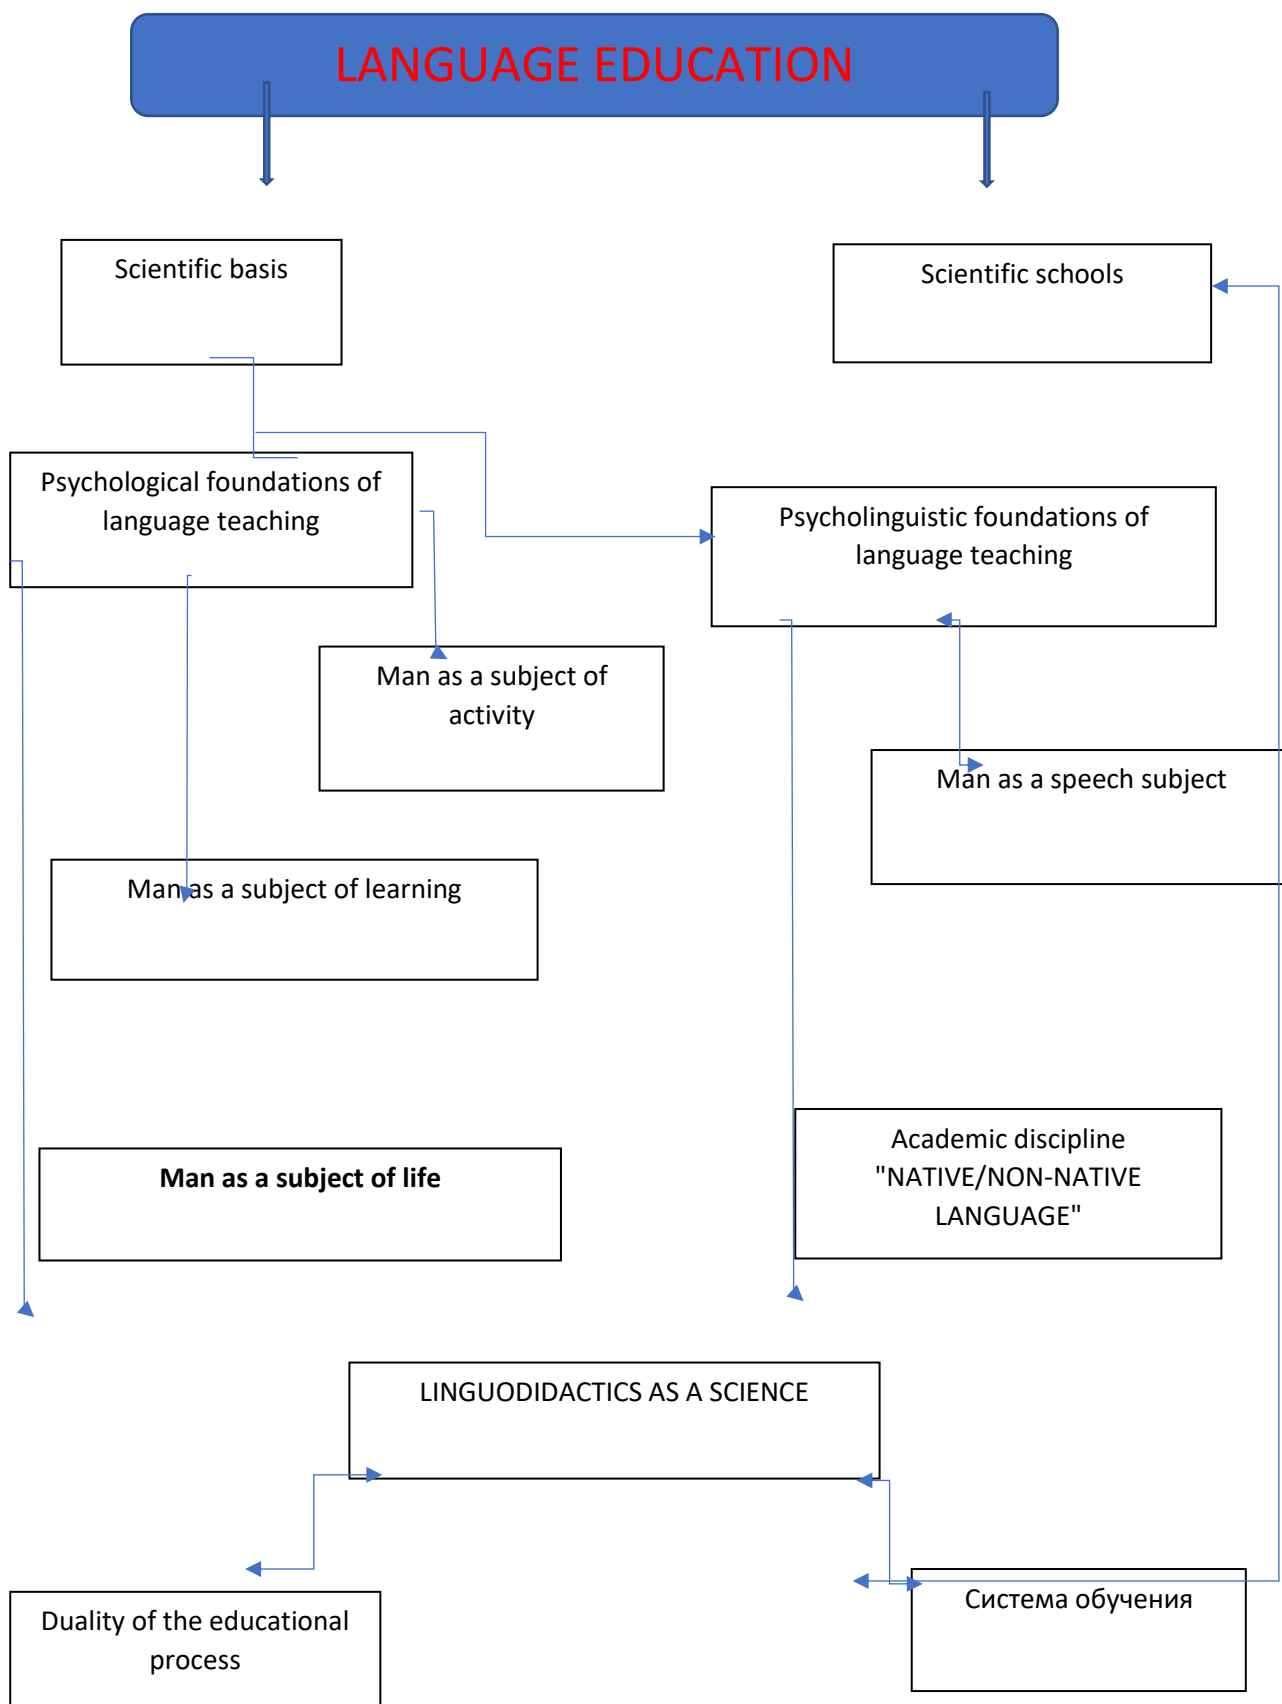 LANGUAGE EDUCATION
Scientific basis
Scientific schools
Psychological foundations of
language teaching
Psycholinguistic foundations of
language teaching
Man as a subject of
activity
Man as a speech subject
Man as a subject of learning
Academic discipline
"NATIVE/NON-NATIVE
LANGUAGE"
Man as a subject of life
LINGUODIDACTICS AS A SCIENCE
Система обучения
Duality of the educational
process